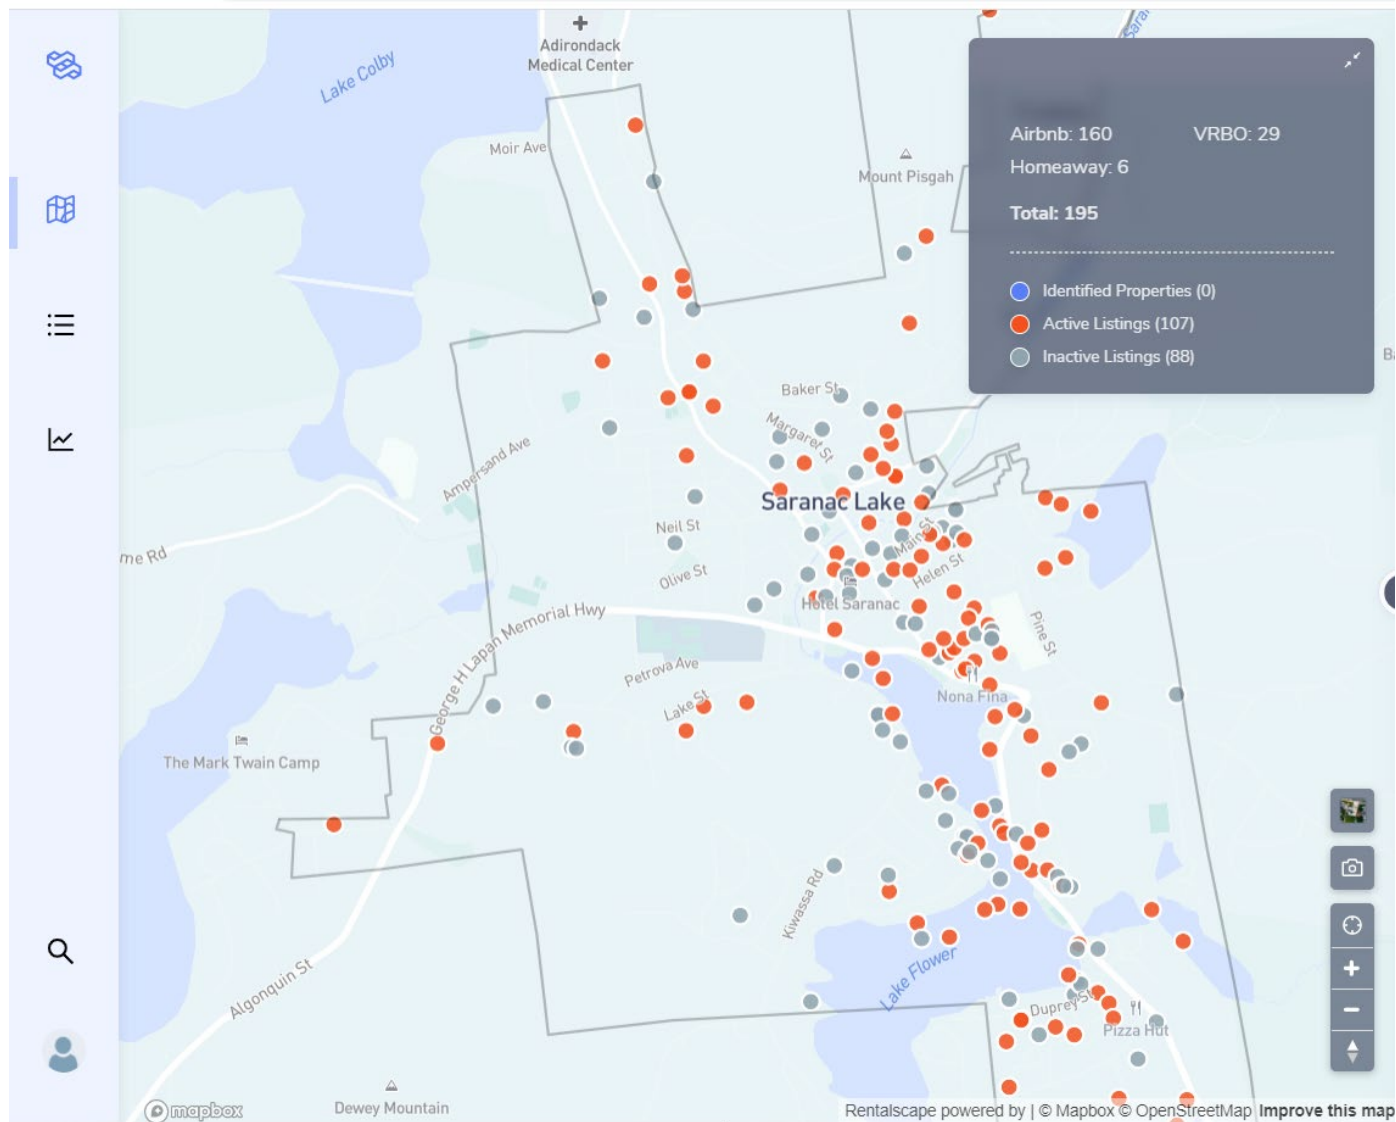 Adirondack
Medical Center
Lake Colby
Moir Ave
Mount Pisgah
Airbnb: 160
VRBO: 29
Homeaway: 6
Total: 195
Identified Properties (0)
Active Listings (107)
Inactive Listings (88)
Baker St
Margaret St
Ampersand Ave
Saranac Lake
Neil St
Main St
Olive St
Helen St
Hotel Saranac
me Rd
George H Lapan Memorial Hwy
Pine St
Petrova Ave
Lake St
Nona Fina
The Mark Twain Camp
Kiwassa Rd
Lake Flower
Algonquin St
Duprey St
Pizza Hut
Dewey Mountain
mapbox
Rentalscape powered by | © Mapbox © OpenStreetMap Improve this map